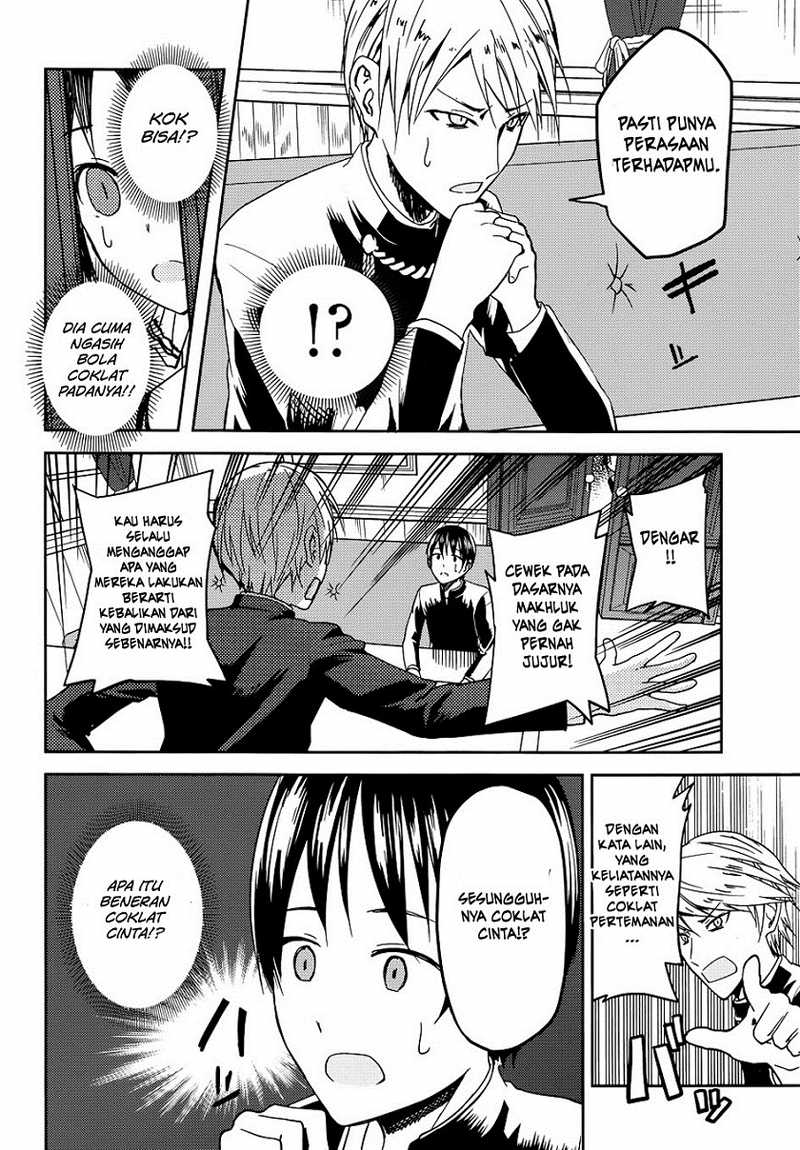 PASTI PUNYA
PERASAAN
TERHADAPMU.
!?
KOK
BISA!?
DIA CUMA
NGASIH
BOLA
COKLAT
PADANYA!!
DENGAR
!!
CEWEK PADA
DASARNYA
MAKHLUK
YANG GAK
PERNAH
JUJUR!
KAU HARUS
SELALU
MENGANGGAP
APA YANG
MEREKA LAKUKAN
BERARTI
KEBALIKAN DARI
YANG DIMAKSUD
SEBENARNYA!!
DENGAN
KATA LAIN,
YANG
KELIATANNYA
SEPERTI
COKLAT
PERTEMANAN
...
SESUNGGUH-
NYA COKLAT
CINTA!?
APA ITU
BENERAN
COKLAT
CINTA!?